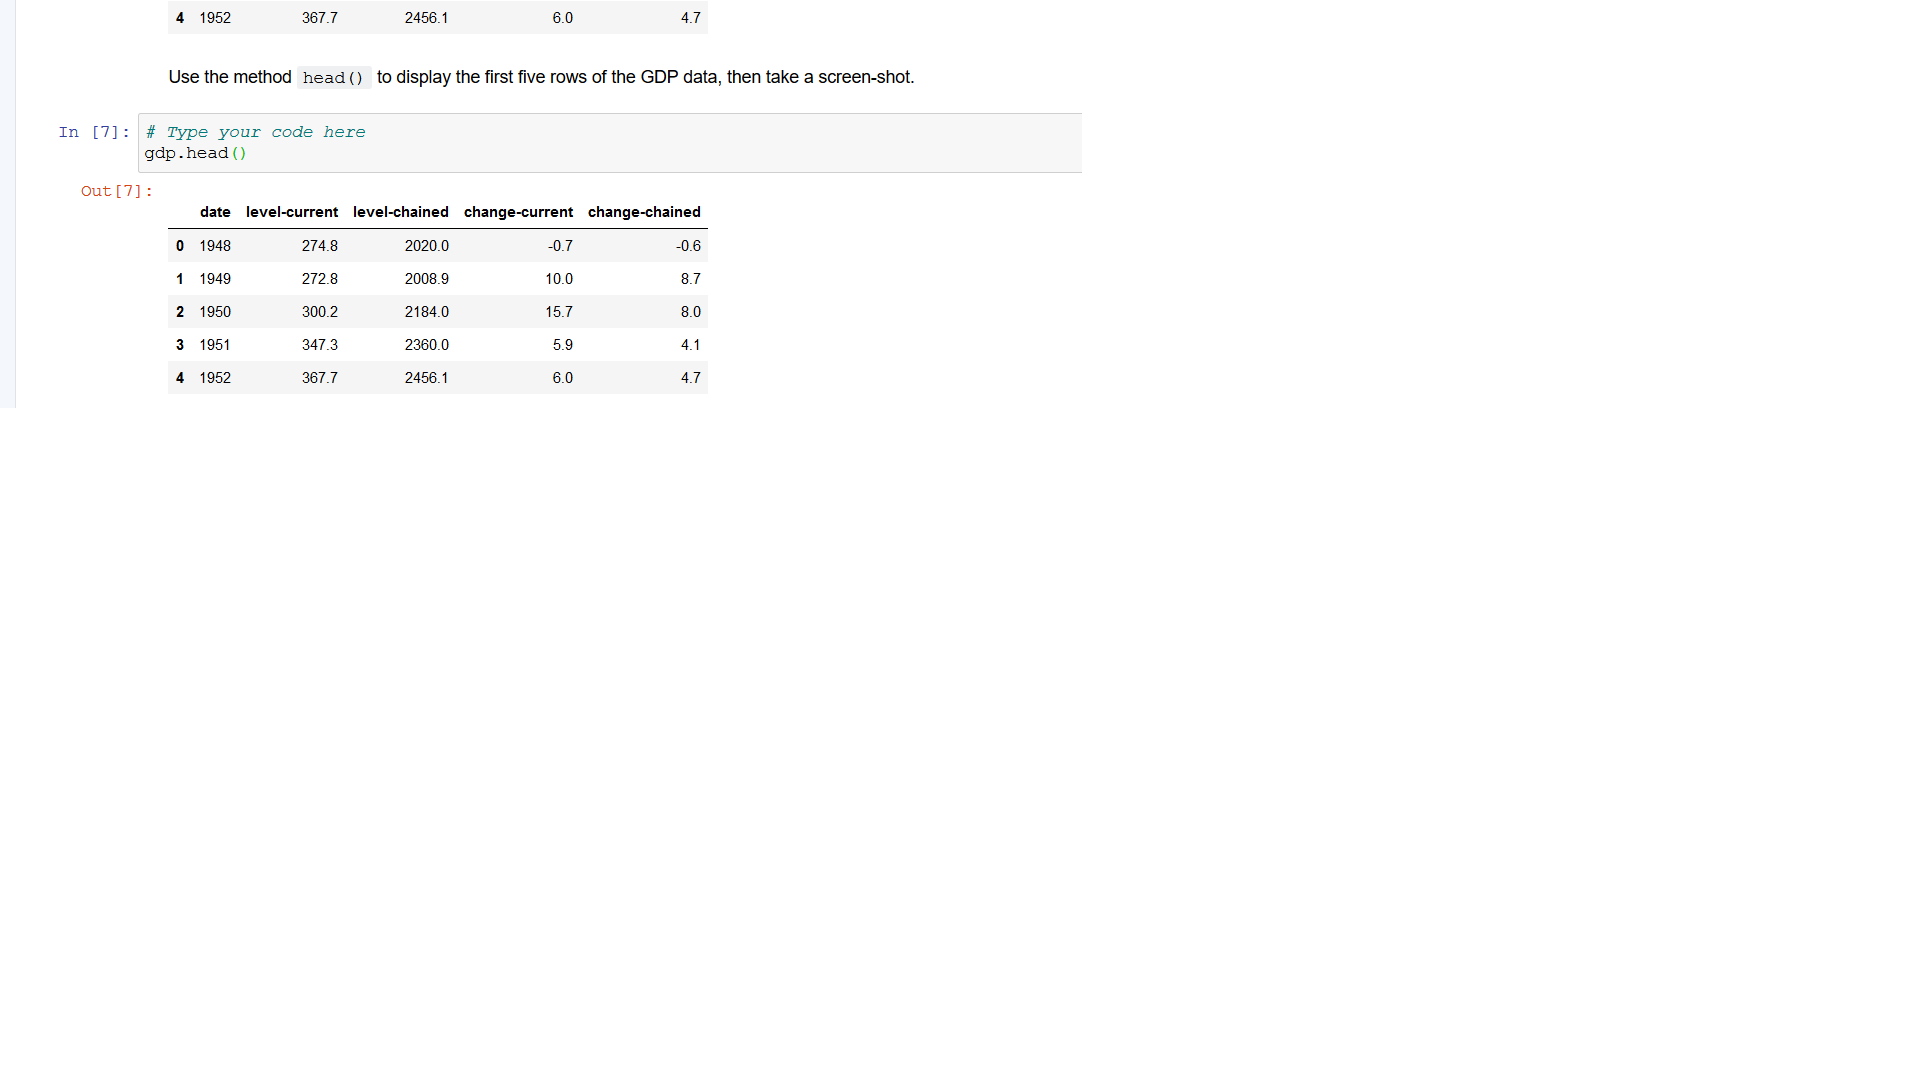 4 1952 367.7 2456.1 6.0 4.7
Use the method head() to display the first five rows of the GDP data, then take a screen-shot.
In [7]: # Type your code here
gdp.head()
Out[7]:
date level-current level-chained change-current change-chained
0 1948 274.8 2020.0 -0.7 -0.6
1 1949 272.8 2008.9 10.0 8.7
2 1950 300.2 2184.0 15.7 8.0
3 1951 347.3 2360.0 5.9 4.1
4 1952 367.7 2456.1 6.0 4.7